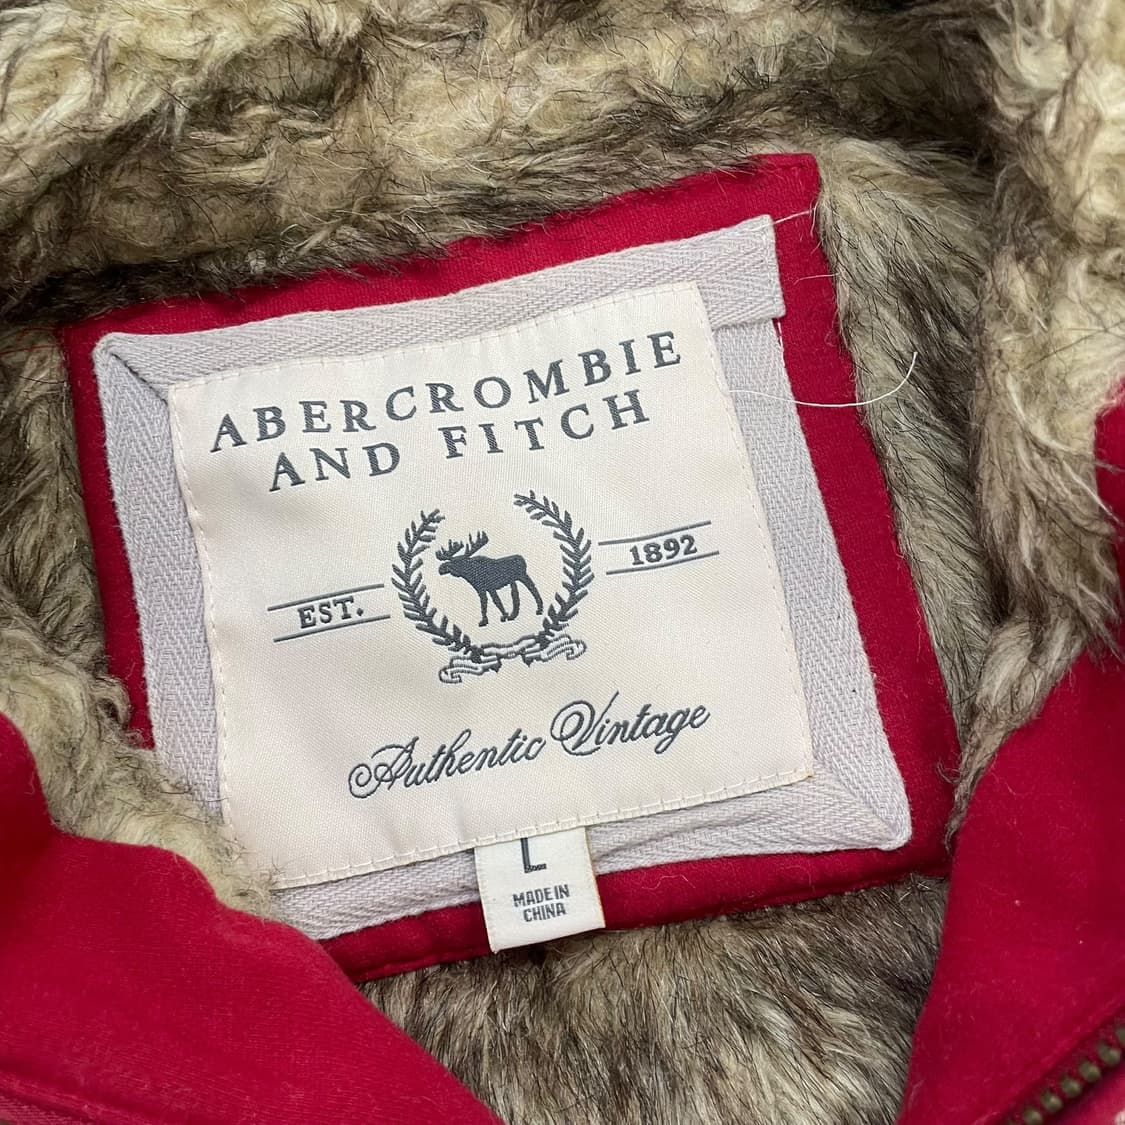 ABERCROMBIE
AND FITCH
EST. 1892
Authentic Vintage
L
MADE IN
CHINA